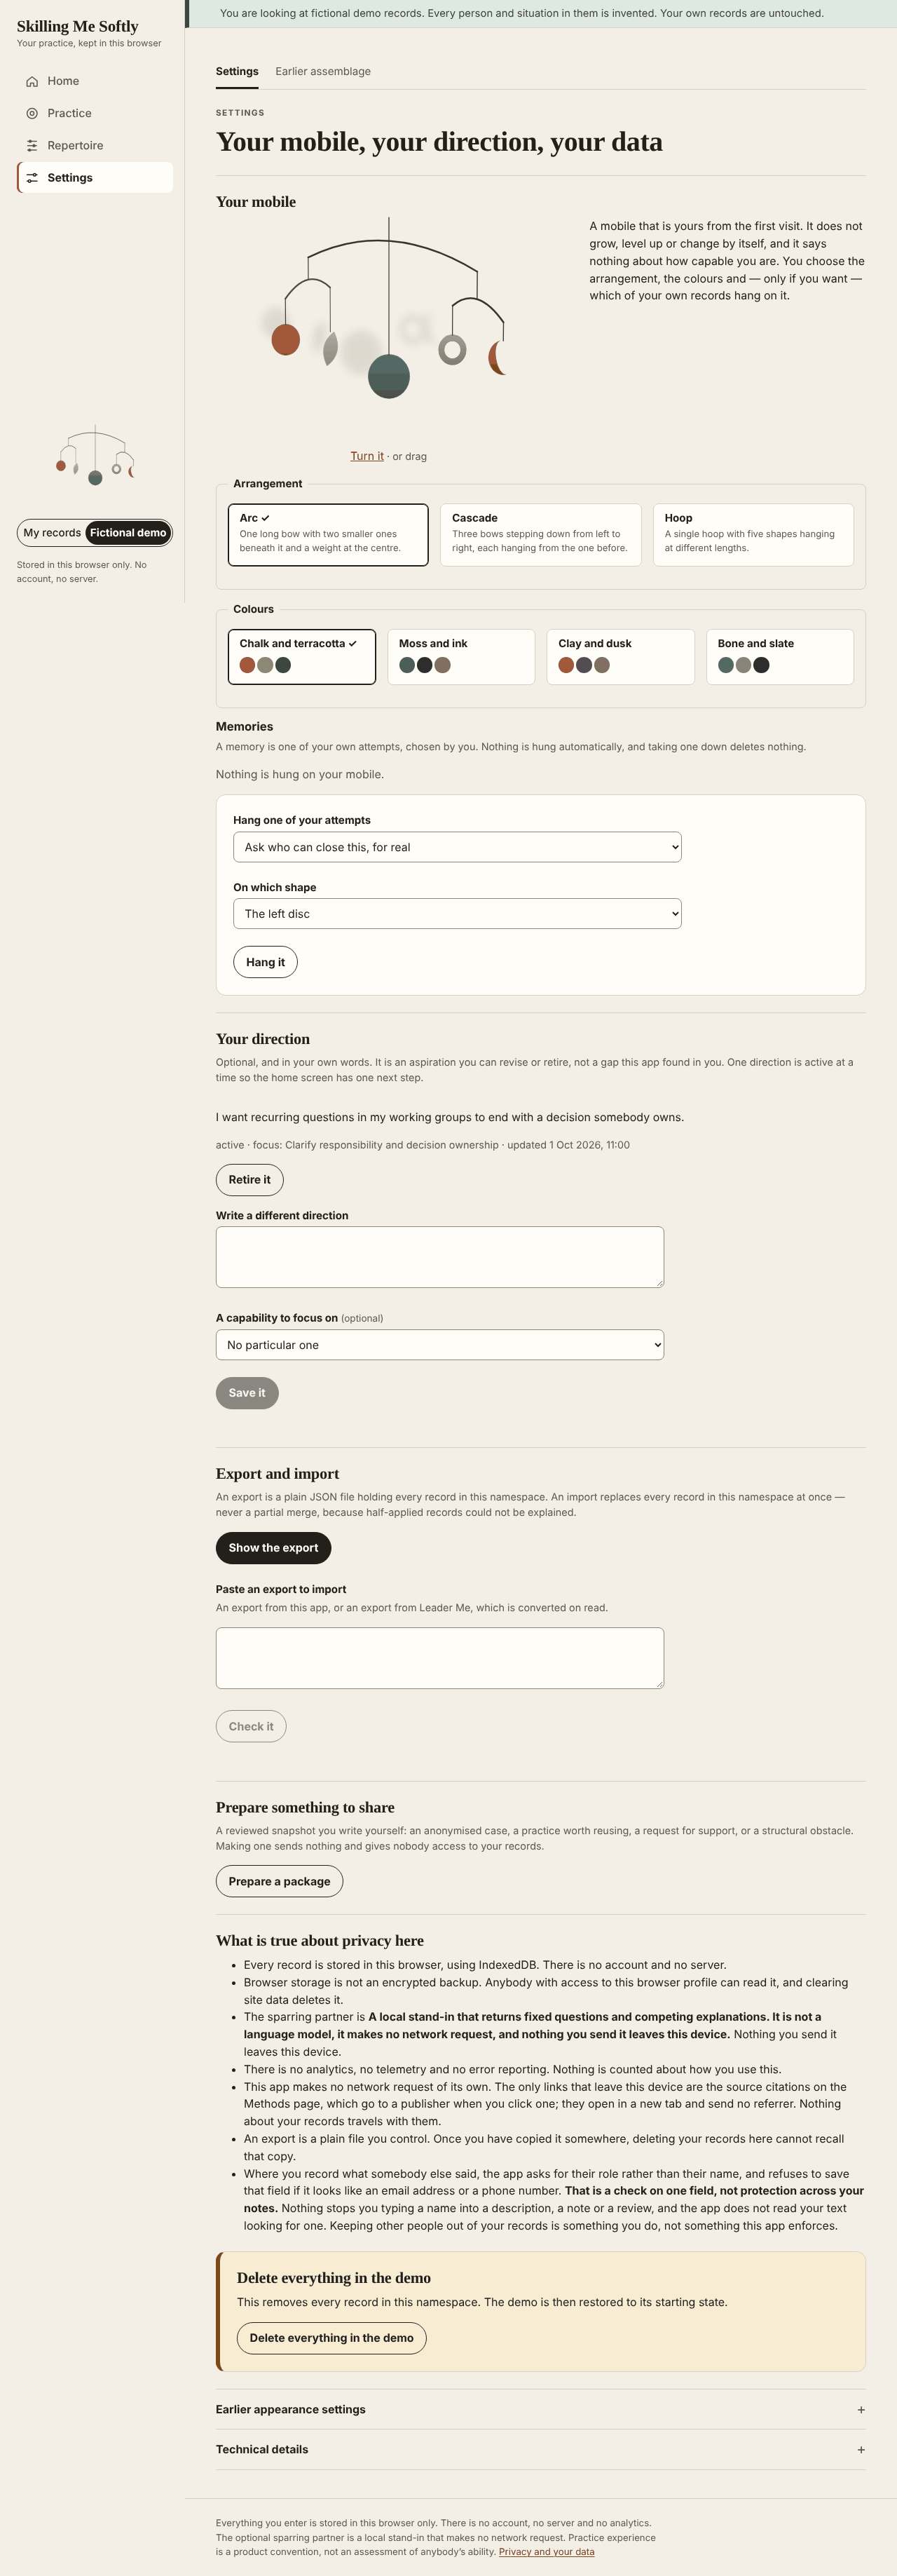 You are looking at fictional demo records. Every person and situation in them is invented. Your own records are untouched.
Skilling Me Softly
Your practice, kept in this browser
Home
Practice
Repertoire
Settings
My records
Fictional demo
Stored in this browser only. No
account, no server.
Settings
Earlier assemblage
SETTINGS
Your mobile, your direction, your data
Your mobile
A mobile that is yours from the first visit. It does not
grow, level up or change by itself, and it says
nothing about how capable you are. You choose the
arrangement, the colours and — only if you want —
which of your own records hang on it.
Turn it · or drag
Arrangement
Arc ✓
One long bow with two smaller ones
beneath it and a weight at the centre.
Cascade
Three bows stepping down from left to
right, each hanging from the one before.
Hoop
A single hoop with five shapes hanging
at different lengths.
Colours
Chalk and terracotta ✓
Moss and ink
Clay and dusk
Bone and slate
Memories
A memory is one of your own attempts, chosen by you. Nothing is hung automatically, and taking one down deletes nothing.
Nothing is hung on your mobile.
Hang one of your attempts
Ask who can close this, for real
On which shape
The left disc
Hang it
Your direction
Optional, and in your own words. It is an aspiration you can revise or retire, not a gap this app found in you. One direction is active at a
time so the home screen has one next step.
I want recurring questions in my working groups to end with a decision somebody owns.
active · focus: Clarify responsibility and decision ownership · updated 1 Oct 2026, 11:00
Retire it
Write a different direction
A capability to focus on (optional)
No particular one
Save it
Export and import
An export is a plain JSON file holding every record in this namespace. An import replaces every record in this namespace at once —
never a partial merge, because half-applied records could not be explained.
Show the export
Paste an export to import
An export from this app, or an export from Leader Me, which is converted on read.
Check it
Prepare something to share
A reviewed snapshot you write yourself: an anonymised case, a practice worth reusing, a request for support, or a structural obstacle.
Making one sends nothing and gives nobody access to your records.
Prepare a package
What is true about privacy here
• Every record is stored in this browser, using IndexedDB. There is no account and no server.
• Browser storage is not an encrypted backup. Anybody with access to this browser profile can read it, and clearing
site data deletes it.
• The sparring partner is A local stand-in that returns fixed questions and competing explanations. It is not a
language model, it makes no network request, and nothing you send it leaves this device. Nothing you send it
leaves this device.
• There is no analytics, no telemetry and no error reporting. Nothing is counted about how you use this.
• This app makes no network request of its own. The only links that leave this device are the source citations on the
Methods page, which go to a publisher when you click one; they open in a new tab and send no referrer. Nothing
about your records travels with them.
• An export is a plain file you control. Once you have copied it somewhere, deleting your records here cannot recall
that copy.
• Where you record what somebody else said, the app asks for their role rather than their name, and refuses to save
that field if it looks like an email address or a phone number. That is a check on one field, not protection across your
notes. Nothing stops you typing a name into a description, a note or a review, and the app does not read your text
looking for one. Keeping other people out of your records is something you do, not something this app enforces.
Delete everything in the demo
This removes every record in this namespace. The demo is then restored to its starting state.
Delete everything in the demo
Earlier appearance settings
+
Technical details
+
Everything you enter is stored in this browser only. There is no account, no server and no analytics.
The optional sparring partner is a local stand-in that makes no network request. Practice experience
is a product convention, not an assessment of anybody's ability. Privacy and your data